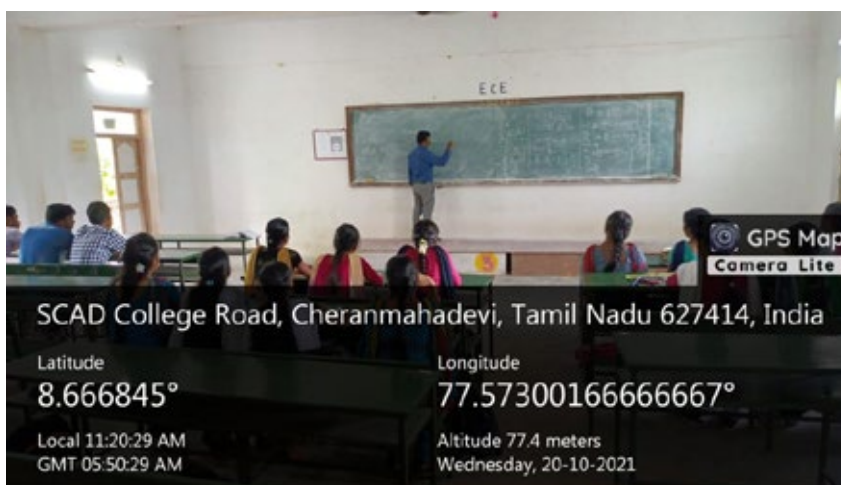 ECE
GPS Map
Camera Lite
SCAD College Road, Cheranmahadevi, Tamil Nadu 627414, India
Latitude
8.666845°
Longitude
77.57300166666667°
Local 11:20:29 AM
GMT 05:50:29 AM
Altitude 77.4 meters
Wednesday, 20-10-2021